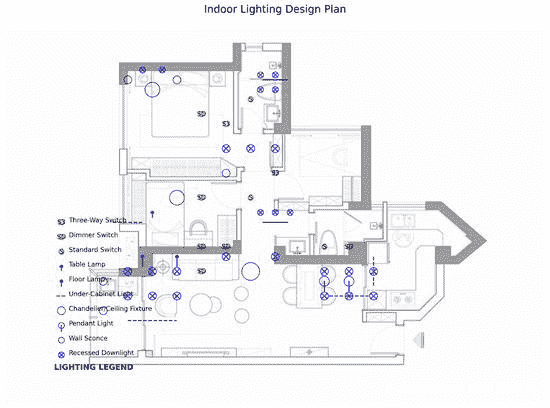 Indoor Lighting Design Plan
Three-Way Switch
Dimmer Switch
Standard Switch
Table Lamp
Floor Lamp
Under-Cabinet Light
Chandelier/Ceiling Fixture
Pendant Light
Wall Sconce
Recessed Downlight
LIGHTING LEGEND